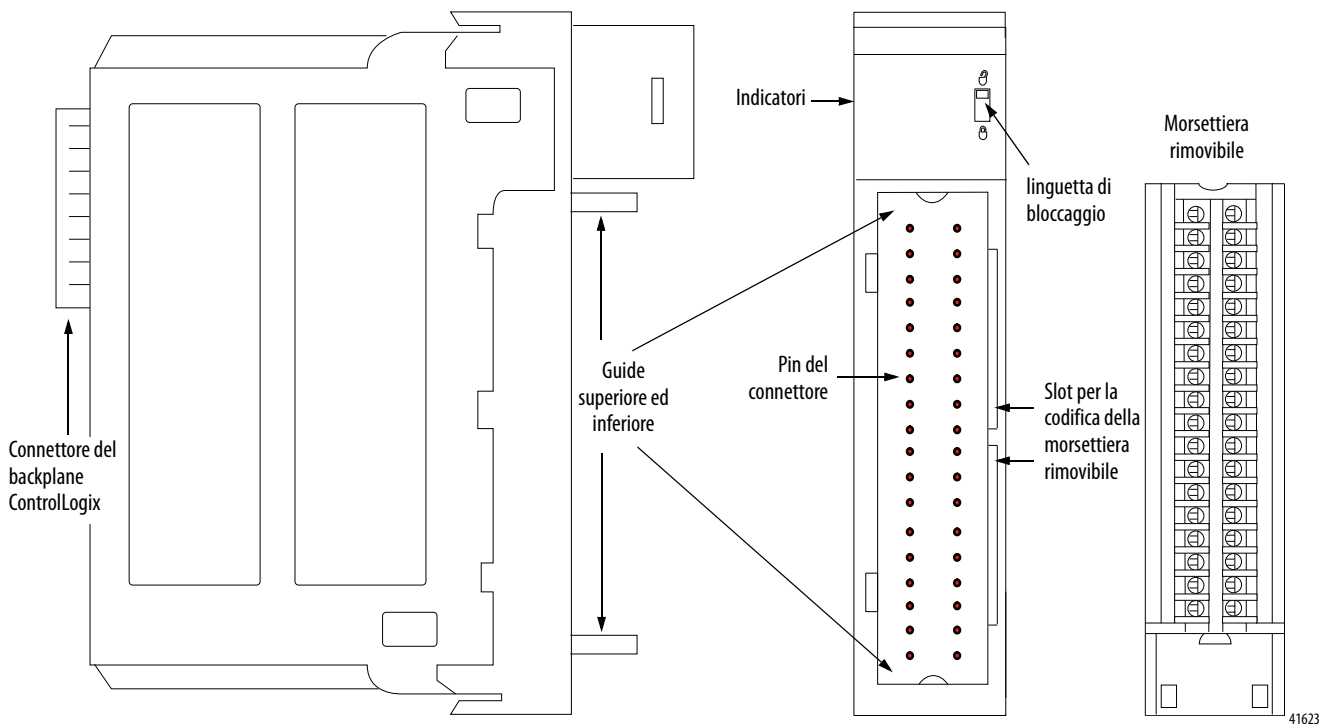 Indicatori
Morsettiera
rimovibile
linguetta di
bloccaggio
Guide
superiore ed
inferiore
Pin del
connettore
Slot per la
codifica della
morsettiera
rimovibile
Connettore del
backplane
ControlLogix
41623